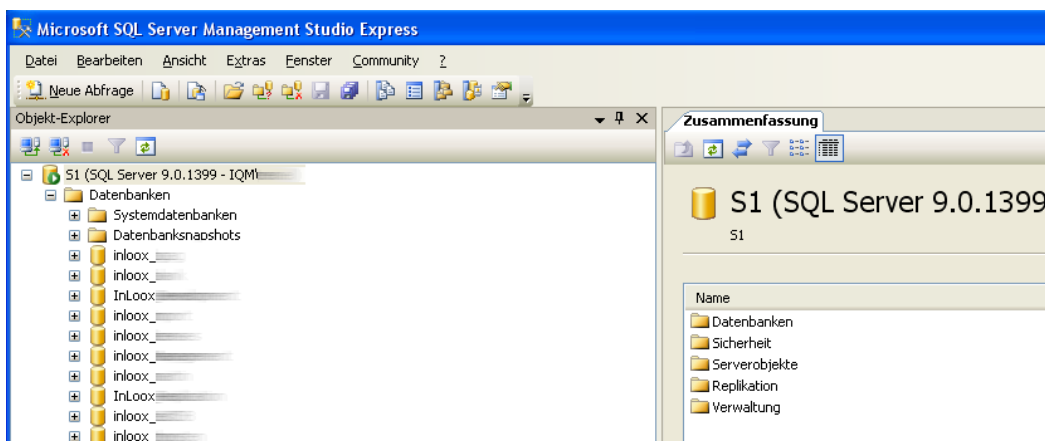 Microsoft SQL Server Management Studio Express
Datei Bearbeiten Ansicht Extras Fenster Community ?
Neue Abfrage
Objekt-Explorer
S1 (SQL Server 9.0.1399 - IQM\
Datenbanken
Systemdatenbanken
Datenbanksnapshots
inloox_
inloox_
InLoox
inloox_
inloox_
inloox_
inloox_
InLoox
inloox_
inloox_
Zusammenfassung
S1 (SQL Server 9.0.1399
S1
Name
Datenbanken
Sicherheit
Serverobjekte
Replikation
Verwaltung